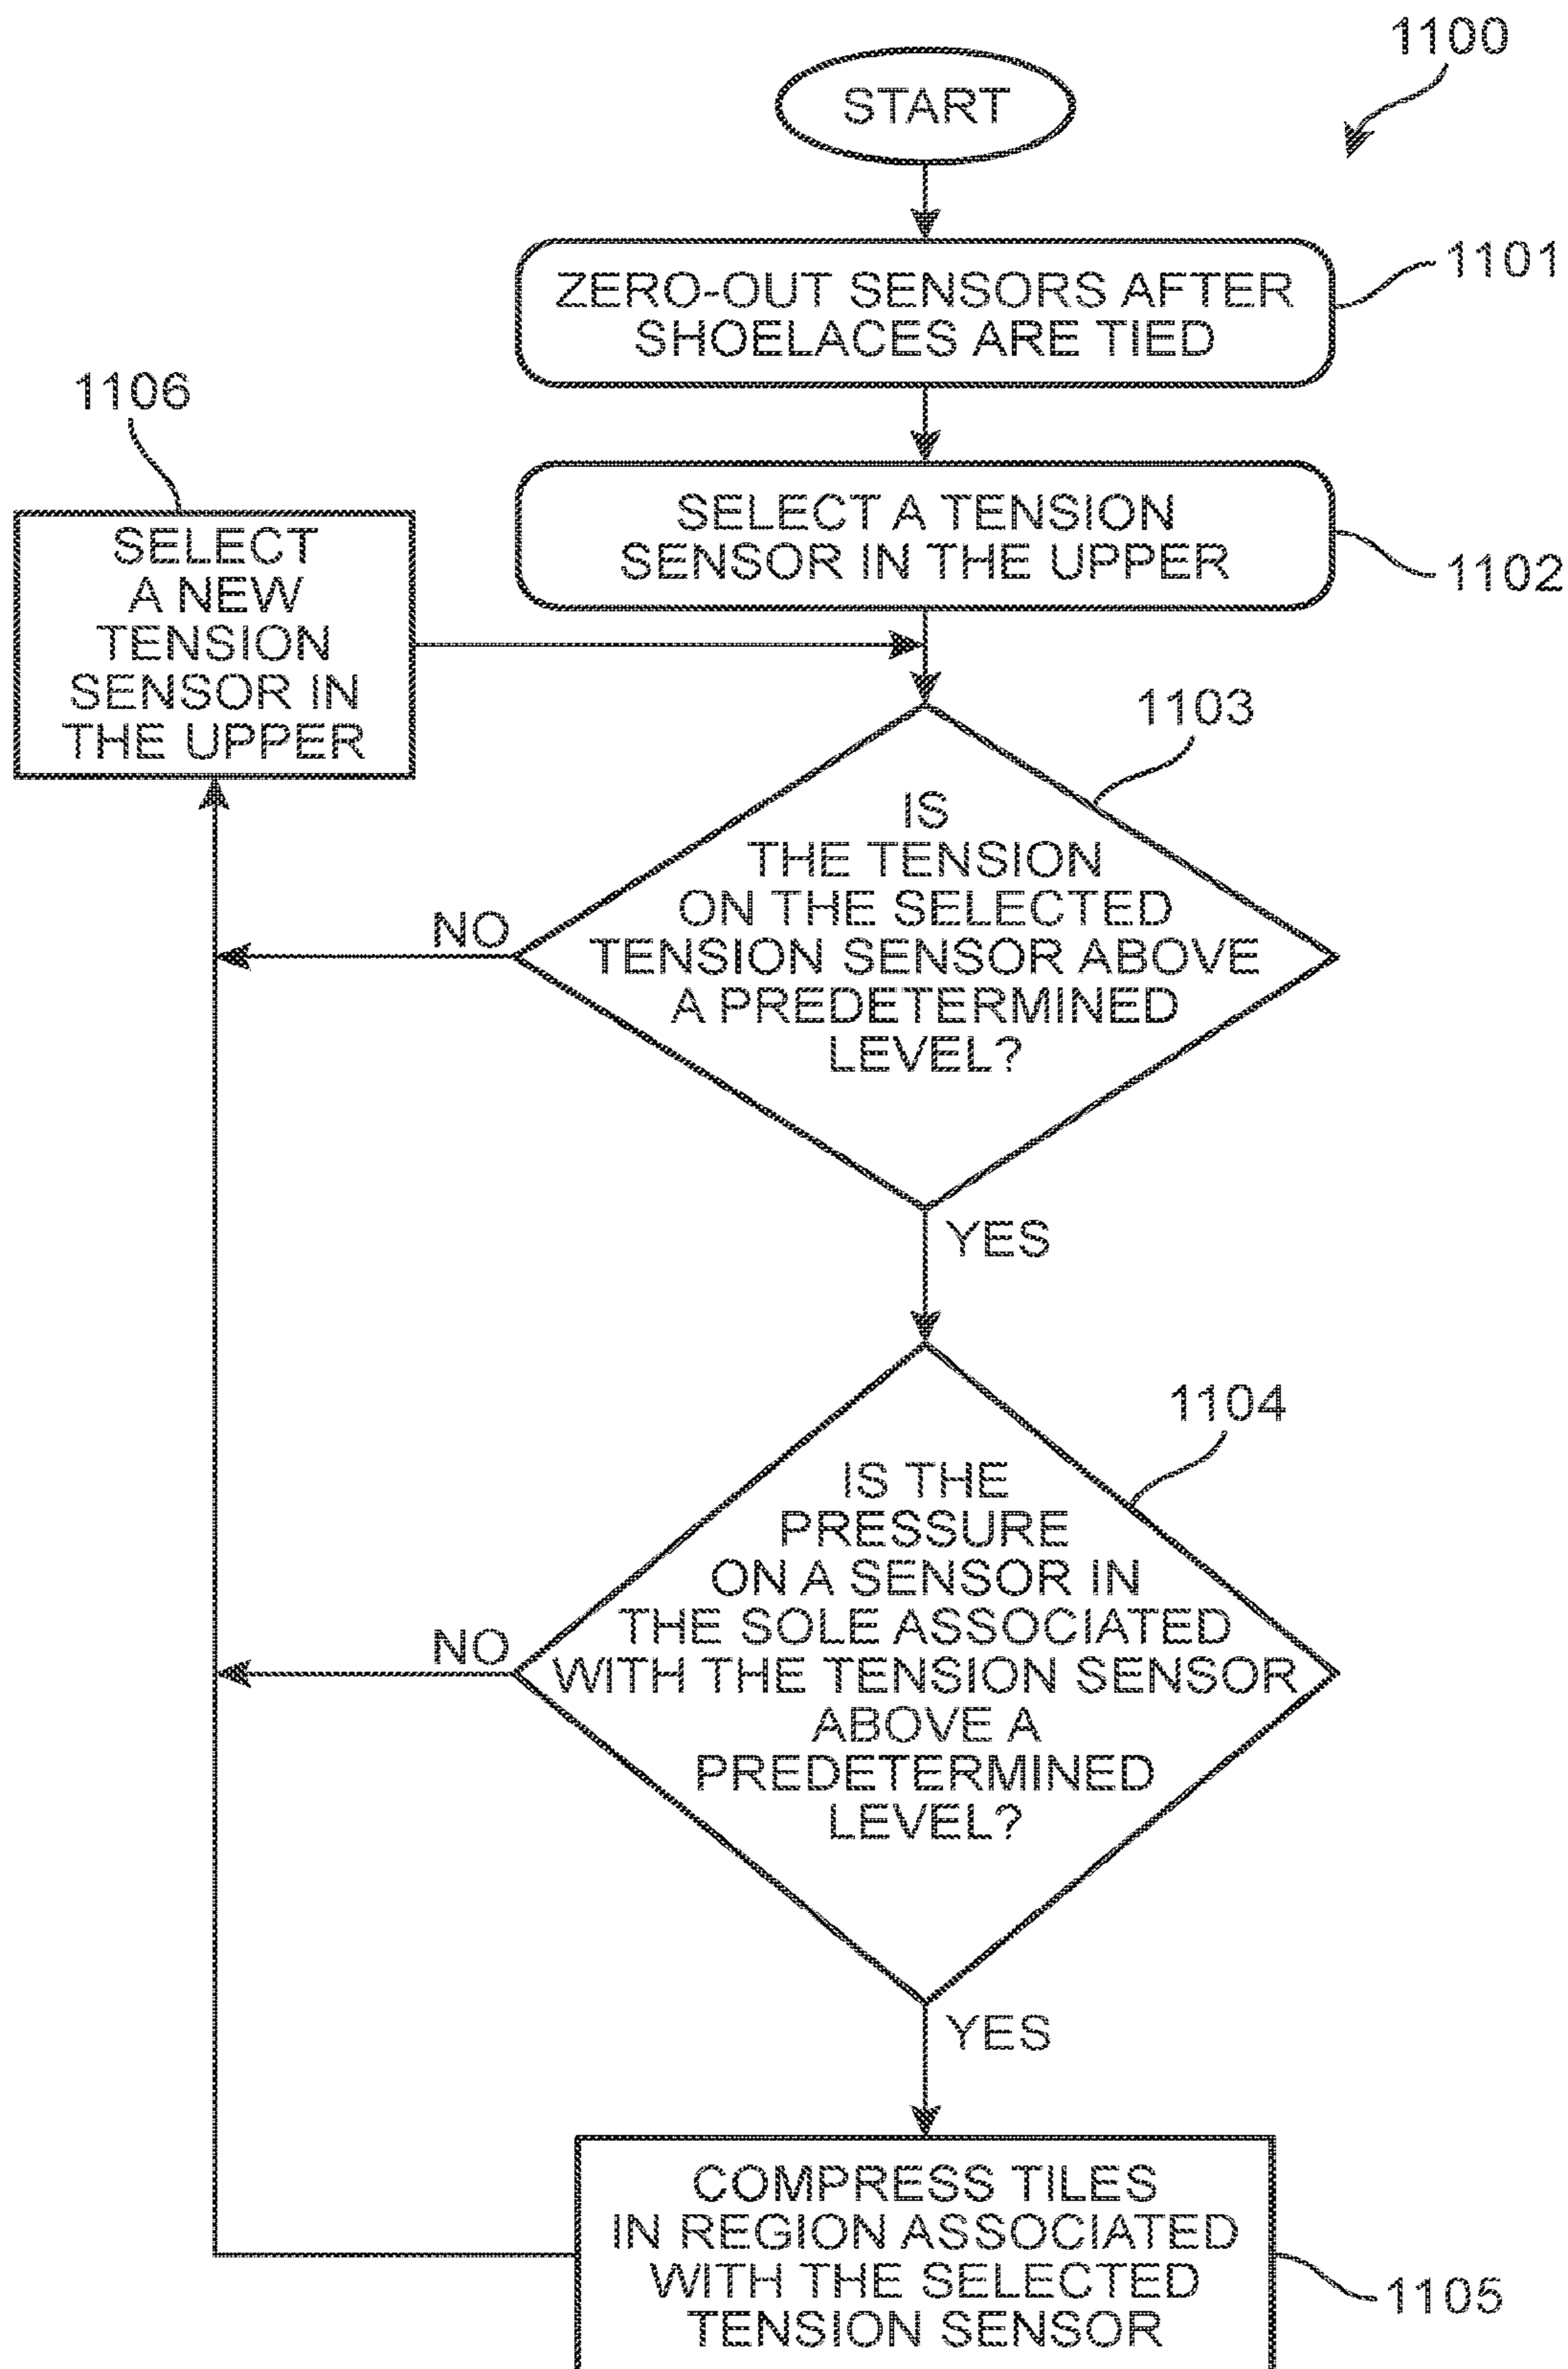 1100
START
ZERO-OUT SENSORS AFTER
SHOELACES ARE TIED
1101
SELECT A TENSION
SENSOR IN THE UPPER
1102
1106
SELECT
A NEW
TENSION
SENSOR IN
THE UPPER
1103
IS
THE TENSION
ON THE SELECTED
TENSION SENSOR ABOVE
A PREDETERMINED
LEVEL?
NO
YES
1104
IS THE
PRESSURE
ON A SENSOR IN
THE SOLE ASSOCIATED
WITH THE TENSION SENSOR
ABOVE A
PREDETERMINED
LEVEL?
NO
YES
COMPRESS TILES
IN REGION ASSOCIATED
WITH THE SELECTED
TENSION SENSOR
1105